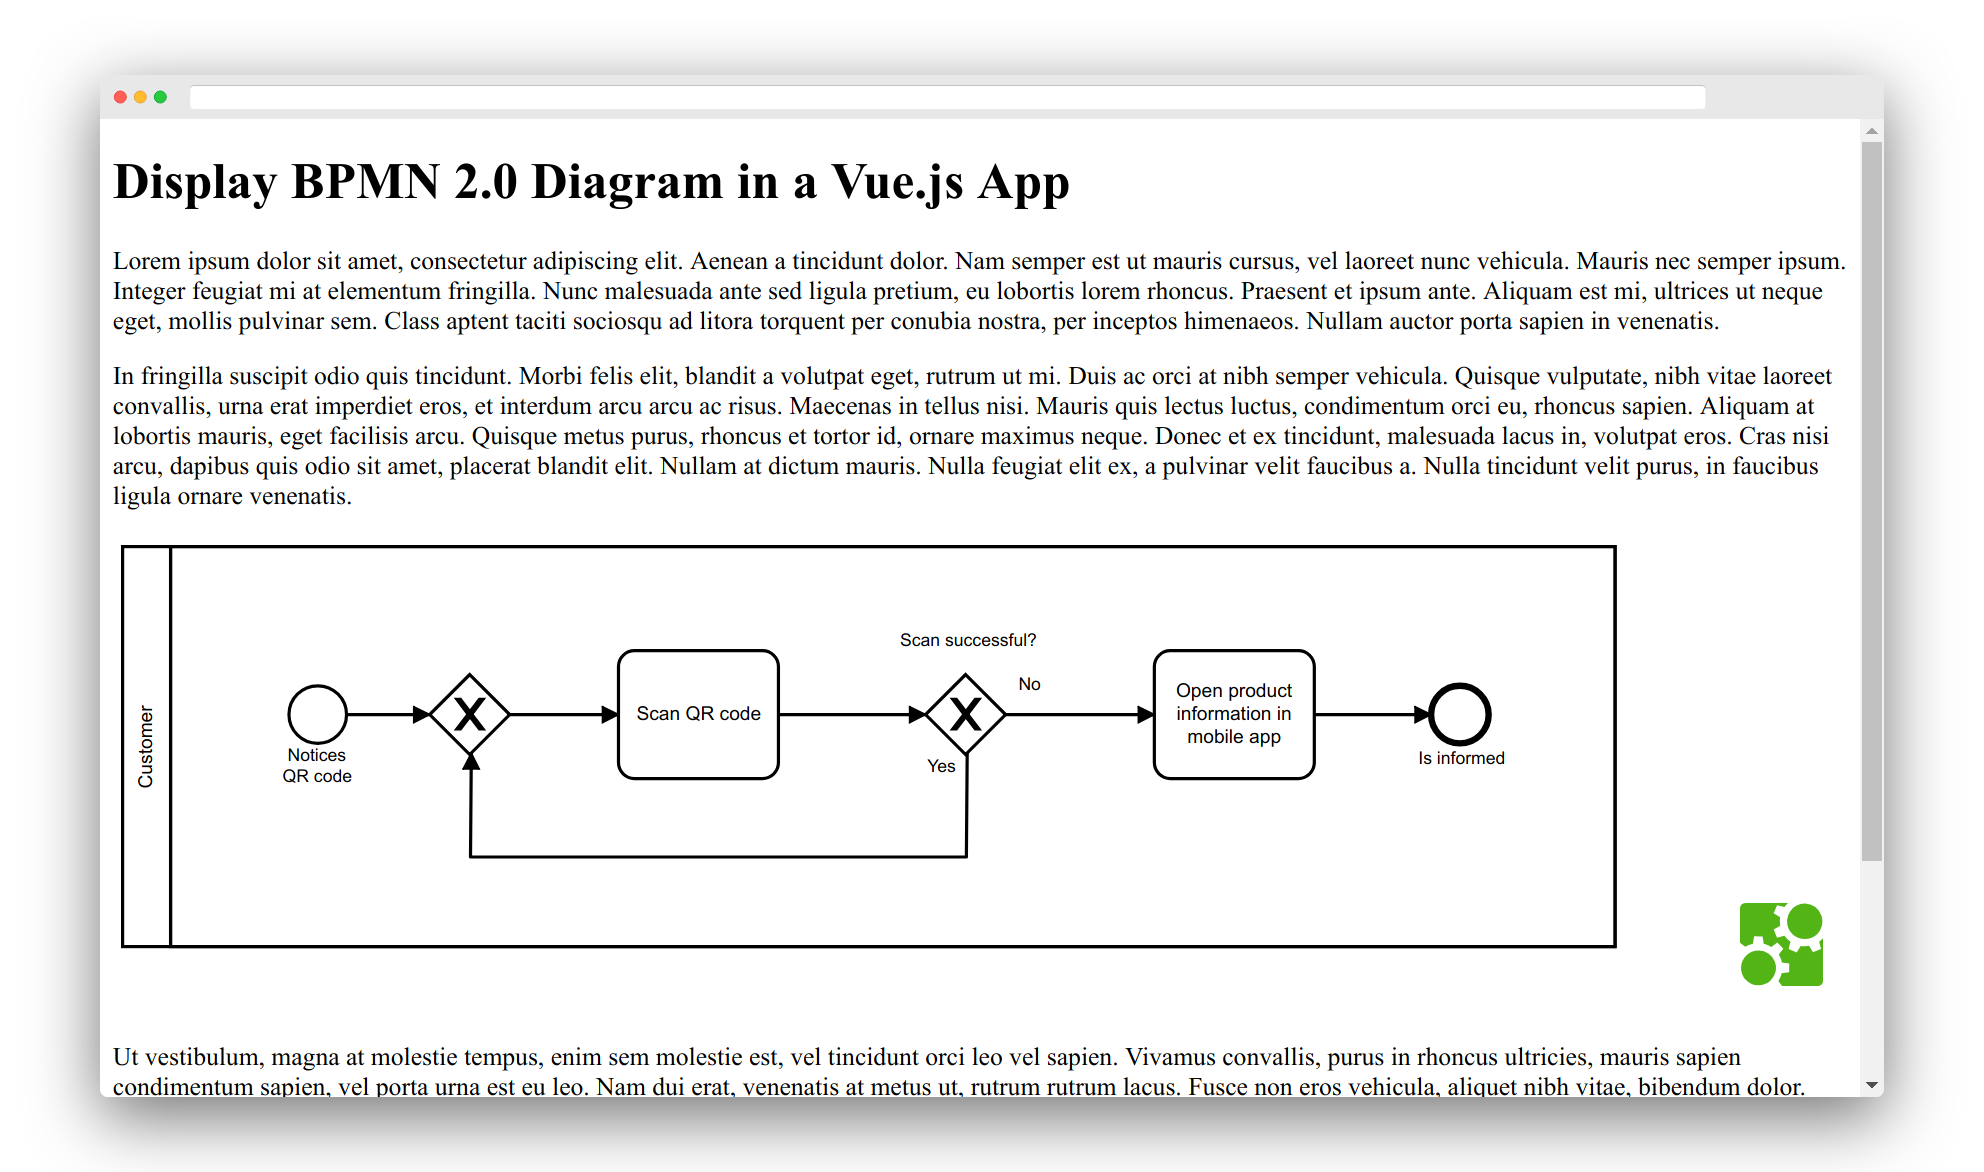 Display BPMN 2.0 Diagram in a Vue.js App
Lorem ipsum dolor sit amet, consectetur adipiscing elit. Aenean a tincidunt dolor. Nam semper est ut mauris cursus, vel laoreet nunc vehicula. Mauris nec semper ipsum.
Integer feugiat mi at elementum fringilla. Nunc malesuada ante sed ligula pretium, eu lobortis lorem rhoncus. Praesent et ipsum ante. Aliquam est mi, ultrices ut neque
eget, mollis pulvinar sem. Class aptent taciti sociosqu ad litora torquent per conubia nostra, per inceptos himenaeos. Nullam auctor porta sapien in venenatis.
In fringilla suscipit odio quis tincidunt. Morbi felis elit, blandit a volutpat eget, rutrum ut mi. Duis ac orci at nibh semper vehicula. Quisque vulputate, nibh vitae laoreet
convallis, urna erat imperdiet eros, et interdum arcu arcu ac risus. Maecenas in tellus nisi. Mauris quis lectus luctus, condimentum orci eu, rhoncus sapien. Aliquam at
lobortis mauris, eget facilisis arcu. Quisque metus purus, rhoncus et tortor id, ornare maximus neque. Donec et ex tincidunt, malesuada lacus in, volutpat eros. Cras nisi
arcu, dapibus quis odio sit amet, placerat blandit elit. Nullam at dictum mauris. Nulla feugiat elit ex, a pulvinar velit faucibus a. Nulla tincidunt velit purus, in faucibus
ligula ornare venenatis.
Customer
Notices
QR code
Scan QR code
Scan successful?
No
Yes
Open product
information in
mobile app
Is informed
Ut vestibulum, magna at molestie tempus, enim sem molestie est, vel tincidunt orci leo vel sapien. Vivamus convallis, purus in rhoncus ultricies, mauris sapien
condimentum sapien, vel porta urna est eu leo. Nam dui erat, venenatis at metus ut, rutrum rutrum lacus. Fusce non eros vehicula, aliquet nibh vitae, bibendum dolor.